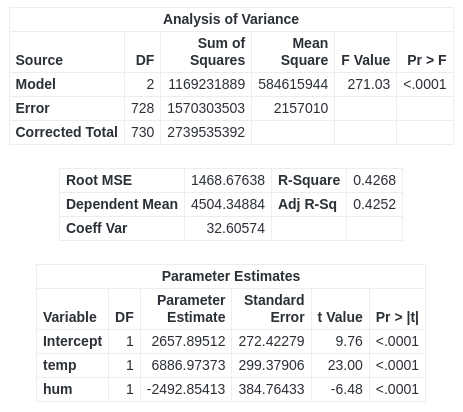 Analysis of Variance
Source DF Sum of Squares Mean Square F Value Pr > F
Model 2 1169231889 584615944 271.03 <.0001
Error 728 1570303503 2157010
Corrected Total 730 2739535392
Root MSE 1468.67638 R-Square 0.4268
Dependent Mean 4504.34884 Adj R-Sq 0.4252
Coeff Var 32.60574
Parameter Estimates
Variable DF Parameter Estimate Standard Error t Value Pr > |t|
Intercept 1 2657.89512 272.42279 9.76 <.0001
temp 1 6886.97373 299.37906 23.00 <.0001
hum 1 -2492.85413 384.76433 -6.48 <.0001